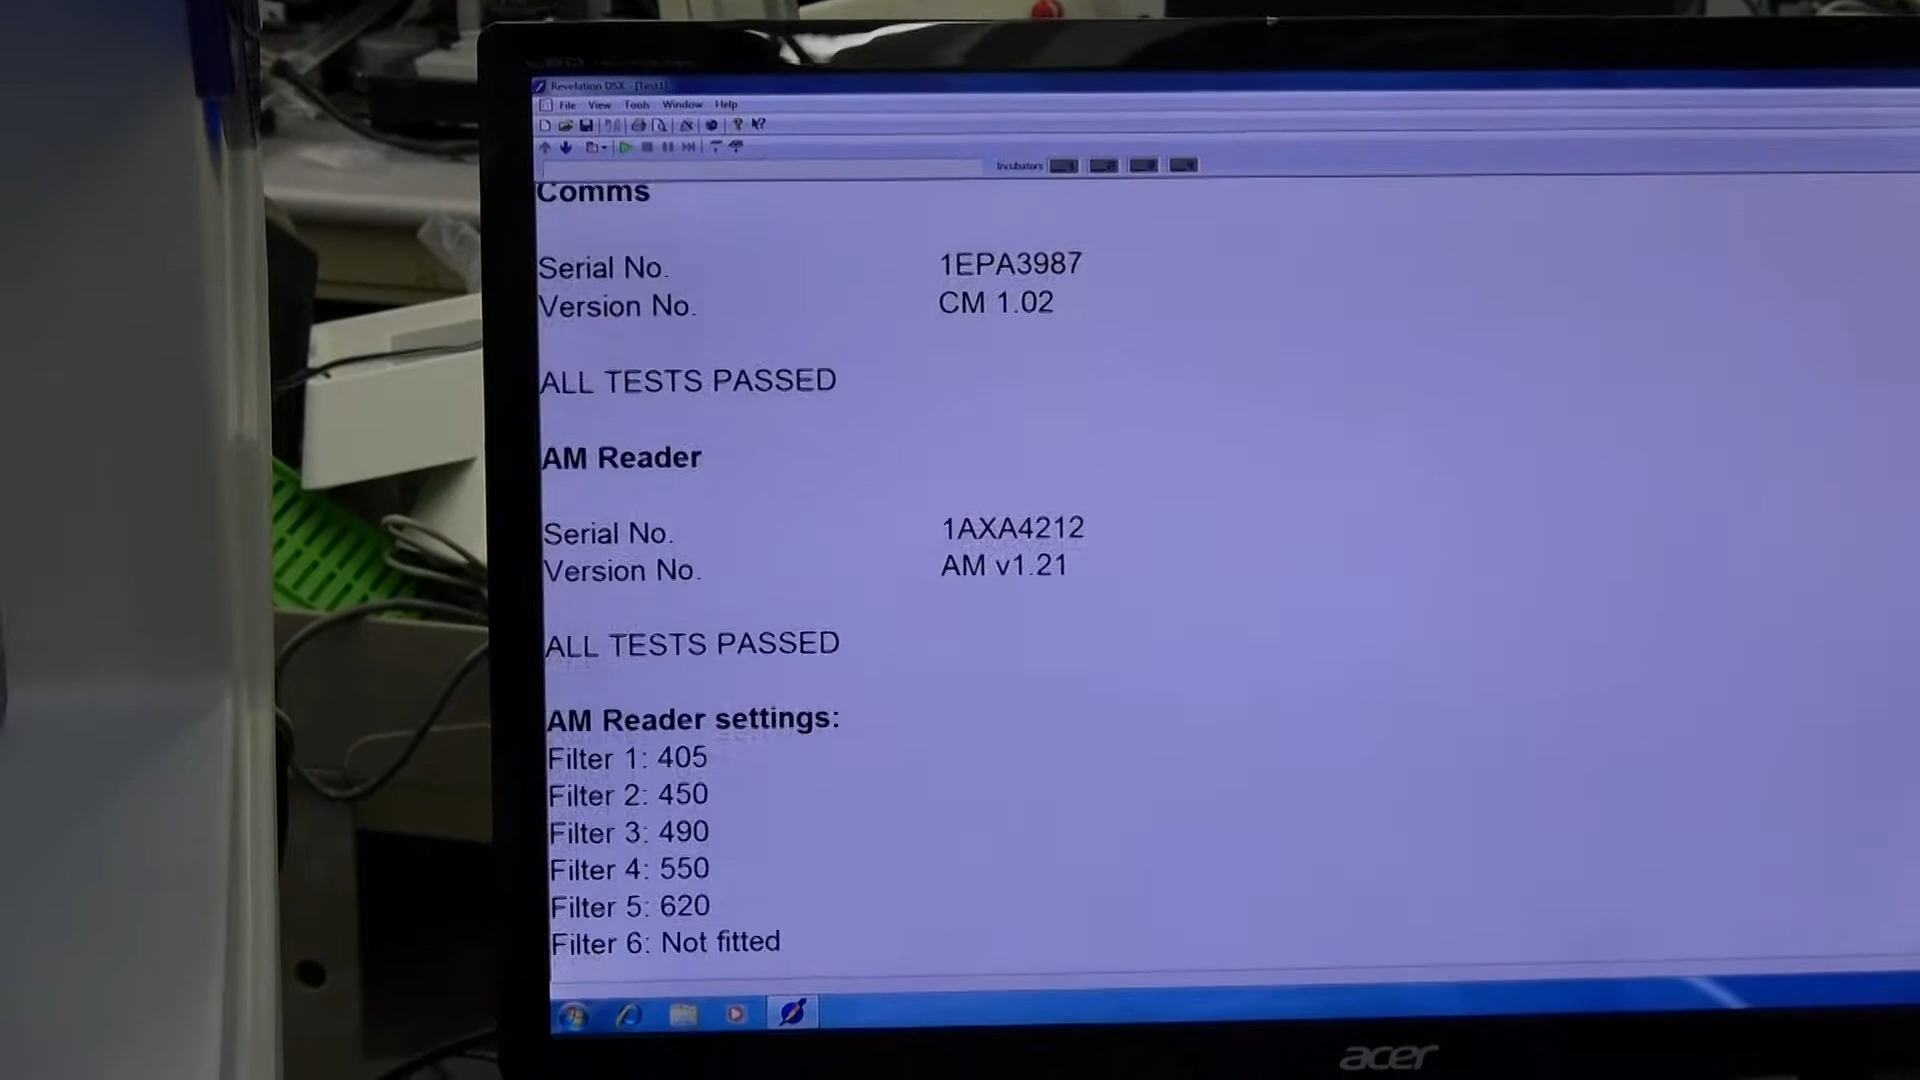 Revelation DSX - [Test1]
File View Tools Window Help
Incubators
Comms
Serial No. 1EPA3987
Version No. CM 1.02
ALL TESTS PASSED
AM Reader
Serial No. 1AXA4212
Version No. AM v1.21
ALL TESTS PASSED
AM Reader settings:
Filter 1: 405
Filter 2: 450
Filter 3: 490
Filter 4: 550
Filter 5: 620
Filter 6: Not fitted
acer